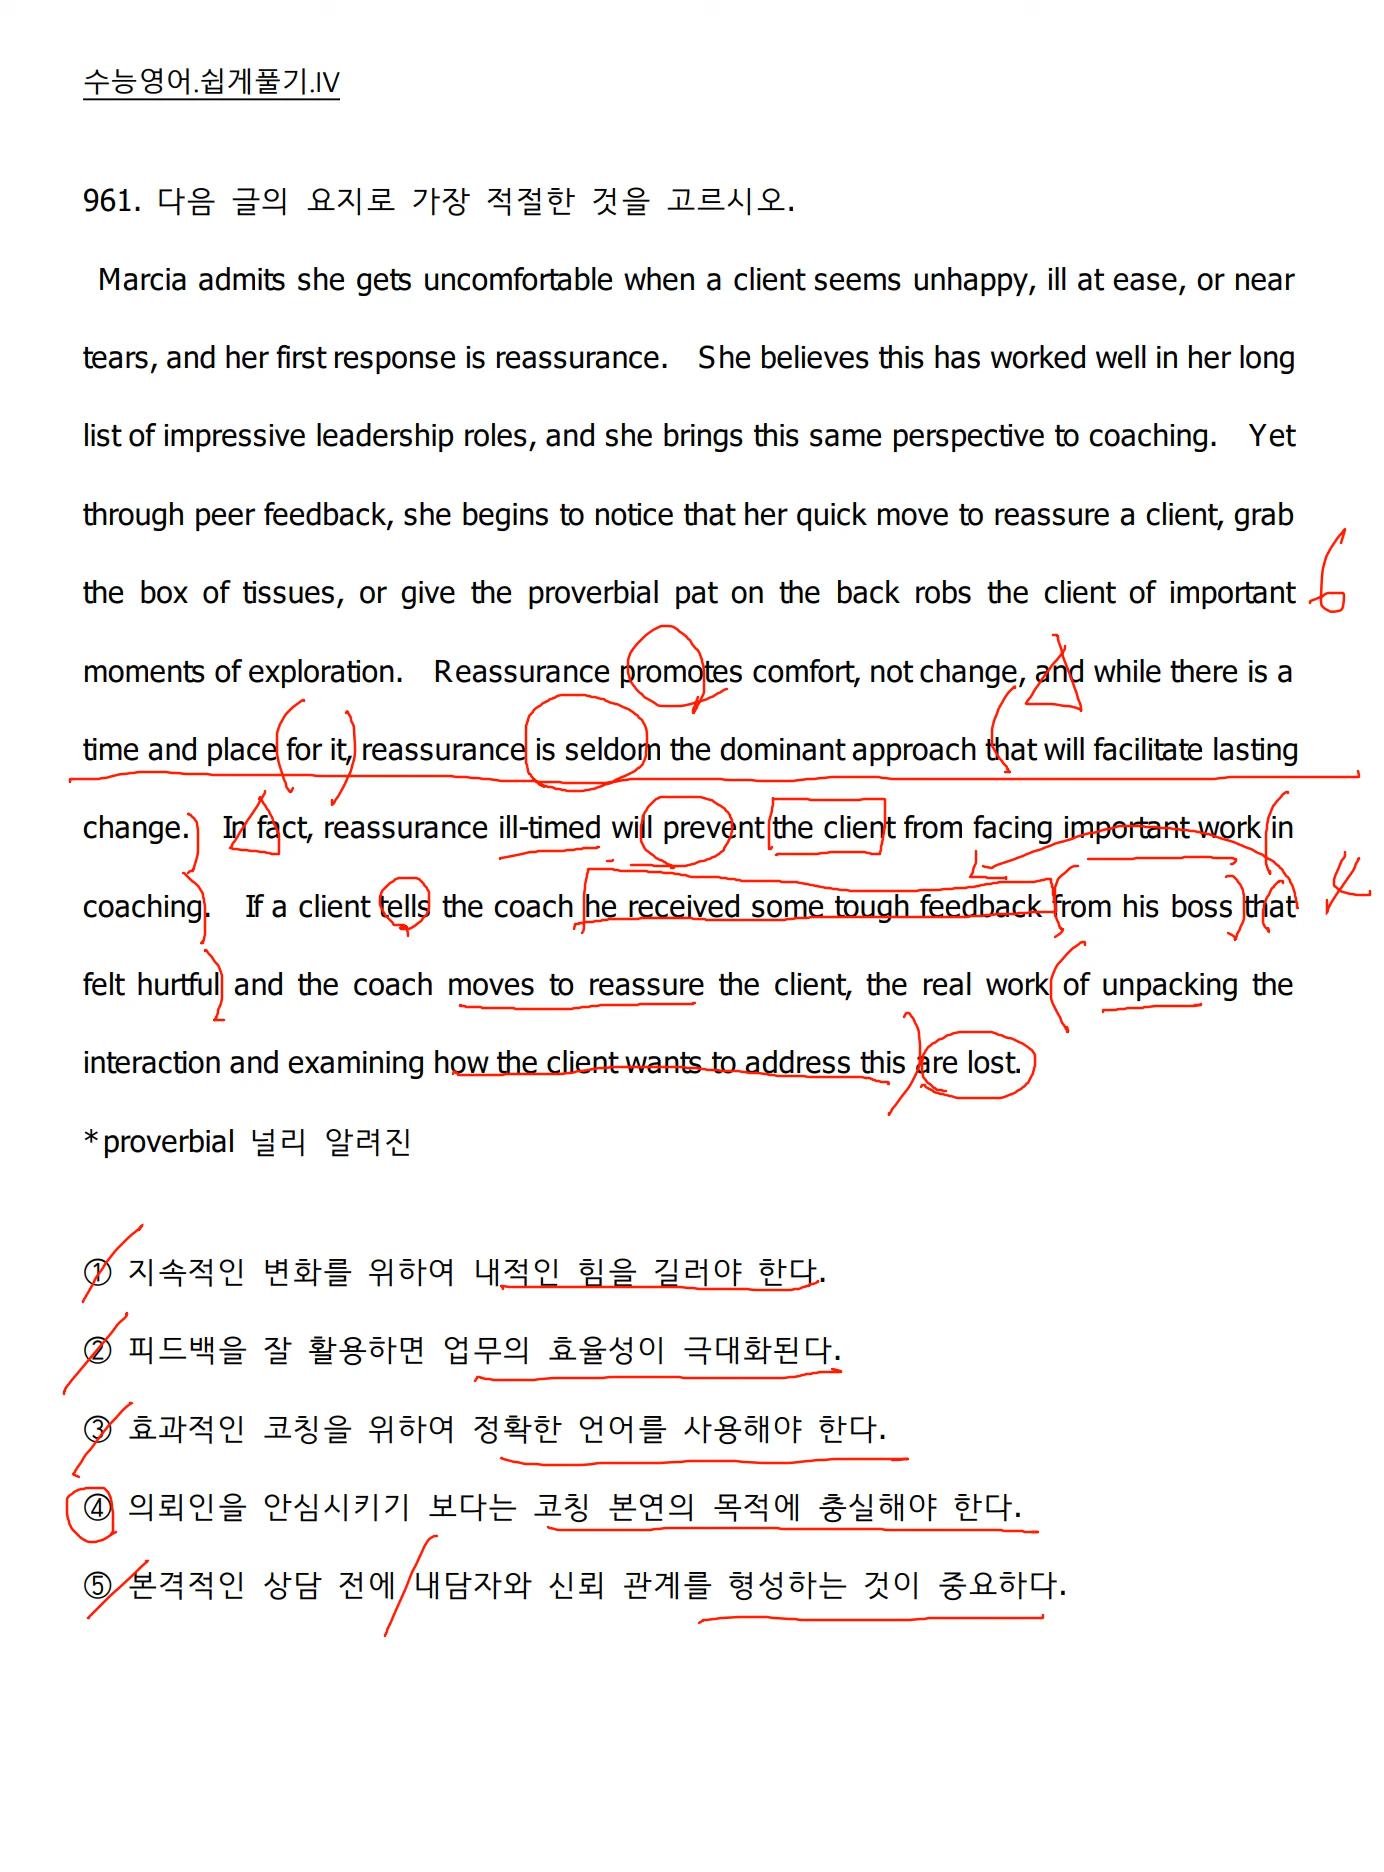 수능영어.쉽게풀기.IV
961. 다음 글의 요지로 가장 적절한 것을 고르시오.
Marcia admits she gets uncomfortable when a client seems unhappy, ill at ease, or near
tears, and her first response is reassurance. She believes this has worked well in her long
list of impressive leadership roles, and she brings this same perspective to coaching. Yet
through peer feedback, she begins to notice that her quick move to reassure a client, grab
the box of tissues, or give the proverbial pat on the back robs the client of important
moments of exploration. Reassurance promotes comfort, not change, and while there is a
time and place for it, reassurance is seldom the dominant approach that will facilitate lasting
change. In fact, reassurance ill-timed will prevent the client from facing important work in
coaching. If a client tells the coach he received some tough feedback from his boss that
felt hurtful and the coach moves to reassure the client, the real work of unpacking the
interaction and examining how the client wants to address this are lost.
*proverbial 널리 알려진
① 지속적인 변화를 위하여 내적인 힘을 길러야 한다.
② 피드백을 잘 활용하면 업무의 효율성이 극대화된다.
③ 효과적인 코칭을 위하여 정확한 언어를 사용해야 한다.
④ 의뢰인을 안심시키기 보다는 코칭 본연의 목적에 충실해야 한다.
⑤ 본격적인 상담 전에 내담자와 신뢰 관계를 형성하는 것이 중요하다.